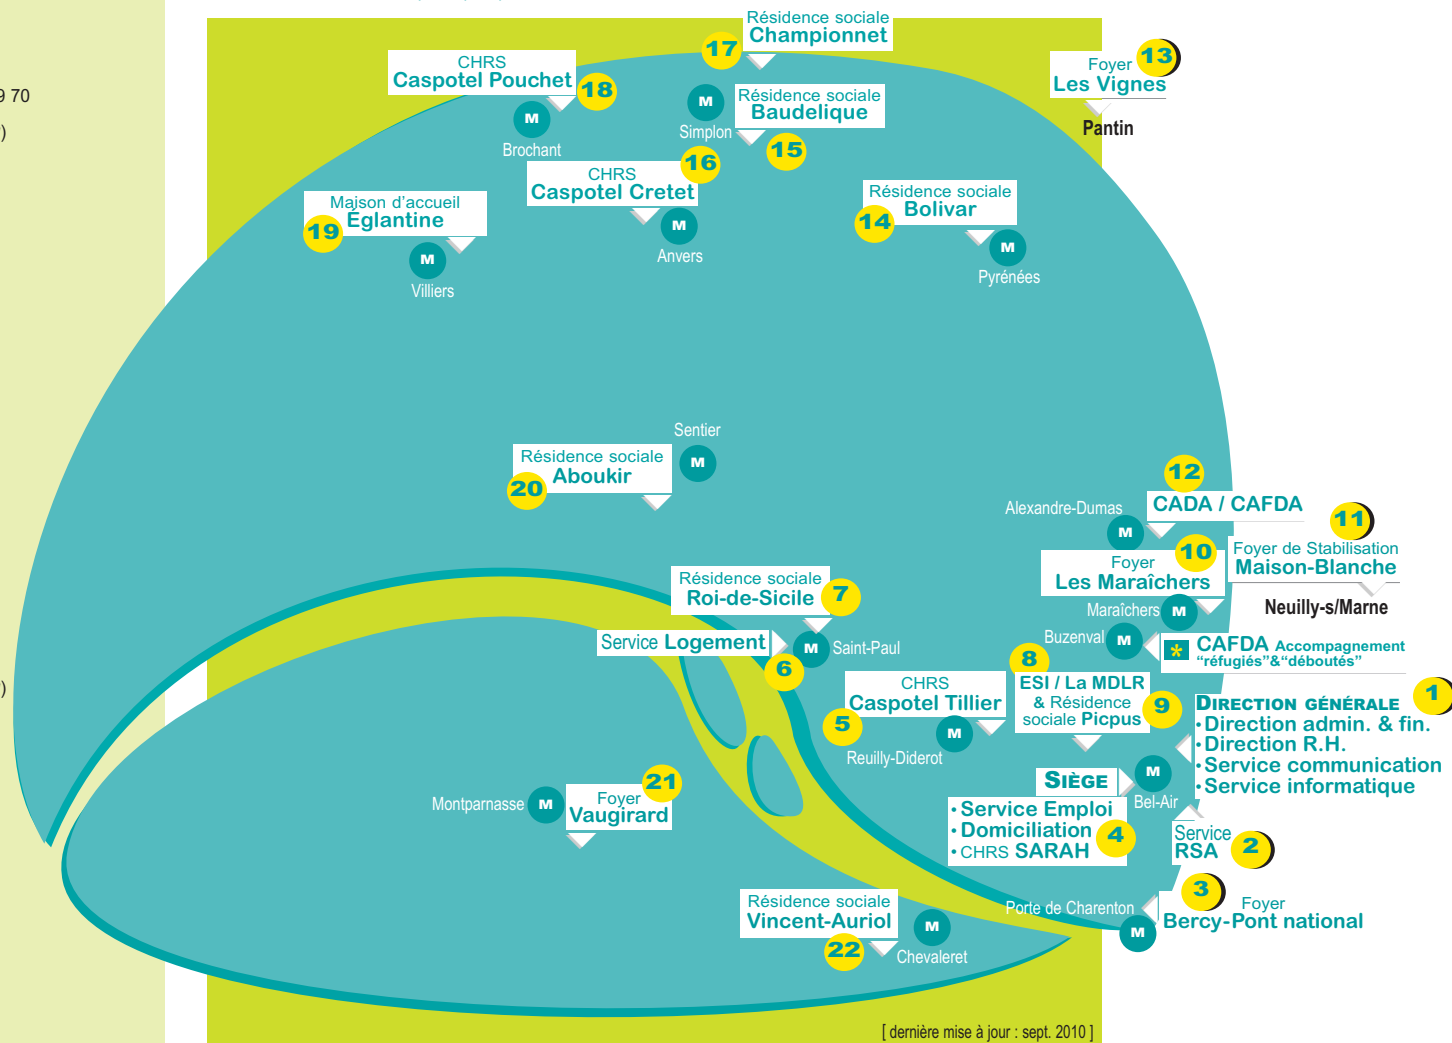 9 70
)
)
Résidence sociale
Championnet
17
CHRS
Caspotel Pouchet
18
Foyer
Les Vignes
13
Pantin
M
Brochant
M
Simplon
Résidence sociale
Baudelique
15
16
CHRS
Caspotel Cretet
M
Anvers
Maison d’accueil
Églantine
19
M
Villiers
Résidence sociale
Bolivar
14
M
Pyrénées
Sentier
M
Résidence sociale
Aboukir
20
12
CADA / CAFDA
Alexandre-Dumas
M
11
Foyer de Stabilisation
Maison-Blanche
Neuilly-s/Marne
10
Foyer
Les Maraîchers
Maraîchers
M
Buzenval
M
* CAFDA Accompagnement
“réfugiés”&“déboutés”
Résidence sociale
Roi-de-Sicile
7
Service Logement
6
M
Saint-Paul
CHRS
Caspotel Tillier
5
M
Reuilly-Diderot
8
ESI / La MDLR
& Résidence
sociale Picpus
9
1
DIRECTION GÉNÉRALE
• Direction admin. & fin.
• Direction R.H.
• Service communication
• Service informatique
SIÈGE
M
Bel-Air
• Service Emploi
• Domiciliation
• CHRS SARAH
4
Service
RSA
2
3
Foyer
Bercy-Pont national
Porte de Charenton
M
Montparnasse
M
21
Foyer
Vaugirard
Résidence sociale
Vincent-Auriol
22
M
Chevaleret
[ dernière mise à jour : sept. 2010 ]